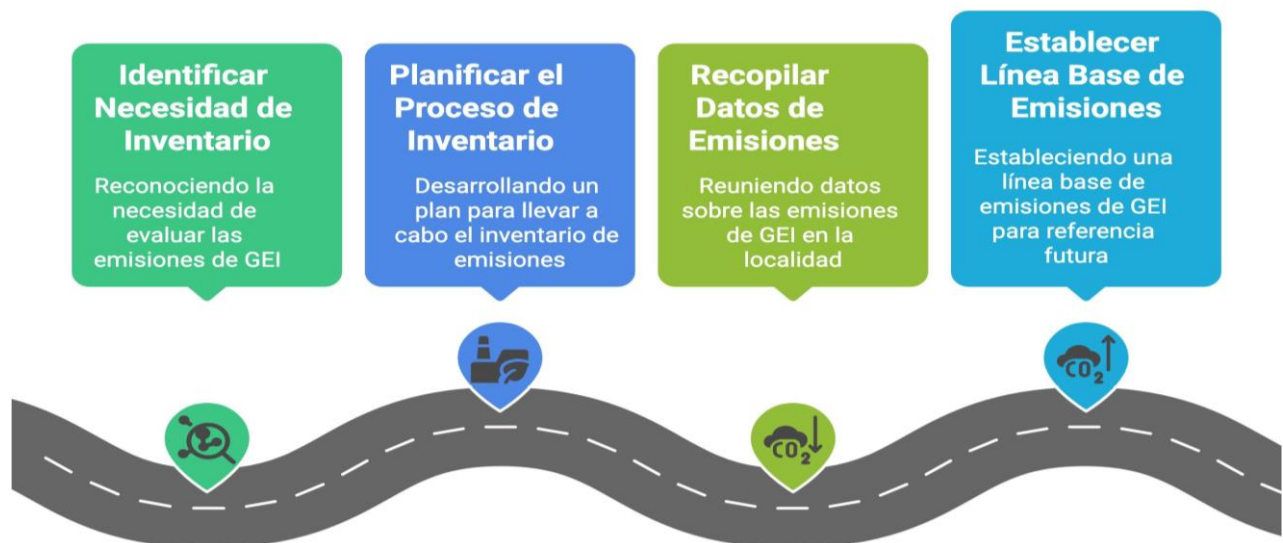 Identificar
Necesidad de
Inventario
Reconociendo la
necesidad de
evaluar las
emisiones de GEI
Planificar el
Proceso de
Inventario
Desarrollando un
plan para llevar a
cabo el inventario de
emisiones
Recopilar
Datos de
Emisiones
Reuniendo datos
sobre las emisiones
de GEI en la
localidad
Establecer
Línea Base de
Emisiones
Estableciendo una
línea base de
emisiones de GEI
para referencia
futura
CO₂
CO₂